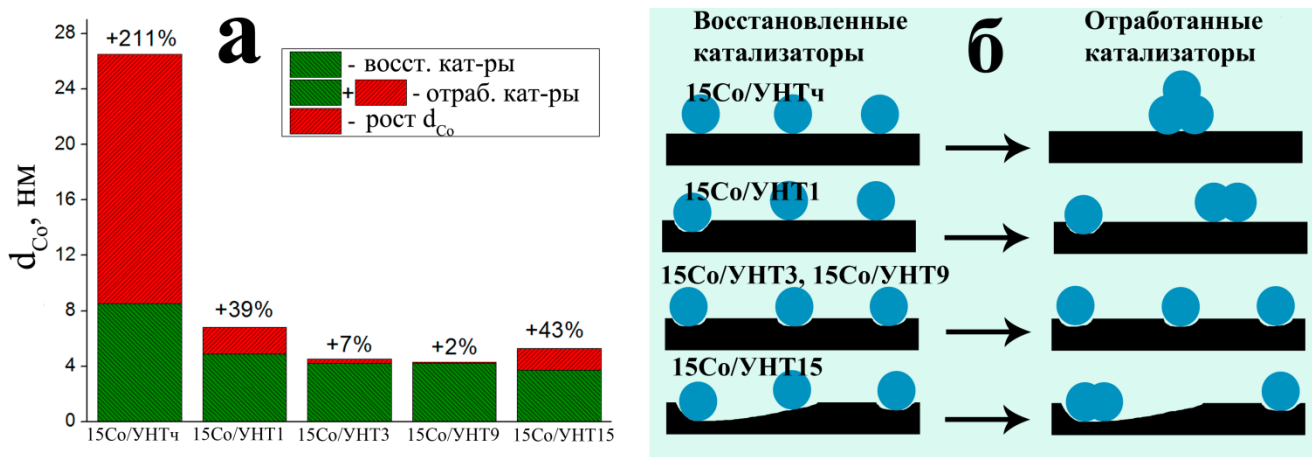 а
28
24
20
16
12
8
4
0
d_Co, нм
+211%
+39%
+7%
+2%
+43%
- восст. кат-ры
+ - отраб. кат-ры
- рост d_Co
15Co/УНТч
15Co/УНТ1
15Co/УНТ3
15Co/УНТ9
15Co/УНТ15
б
Восстановленные
катализаторы
Отработанные
катализаторы
15Co/УНТч
15Co/УНТ1
15Co/УНТ3, 15Co/УНТ9
15Co/УНТ15